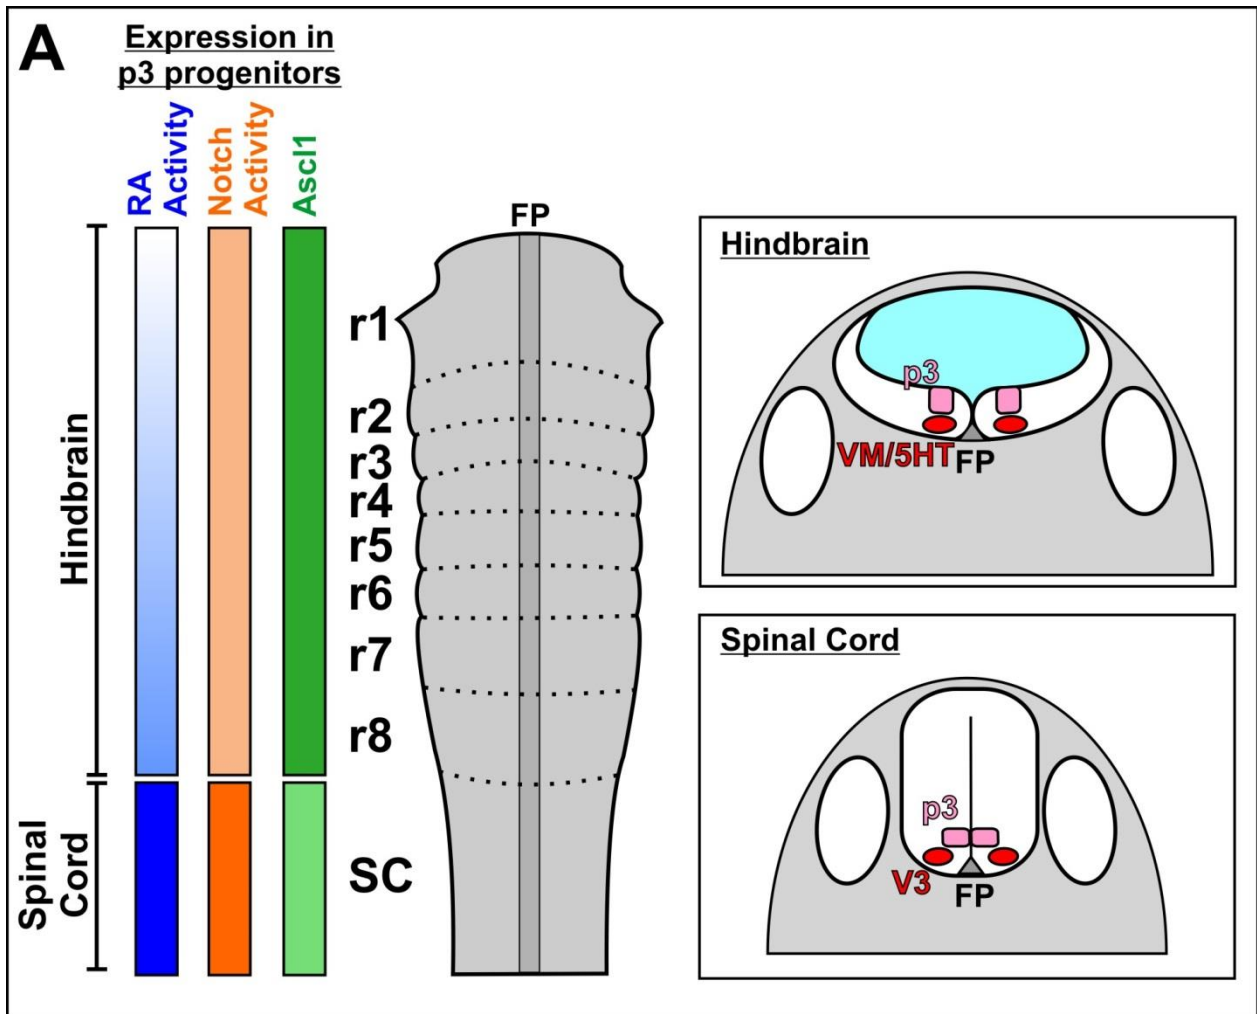 A
Expression in
p3 progenitors
RA
Activity
Notch
Activity
Ascl1
Hindbrain
Spinal
Cord
FP
r1
r2
r3
r4
r5
r6
r7
r8
SC
Hindbrain
p3
VM/5HT
FP
Spinal Cord
p3
V3
FP